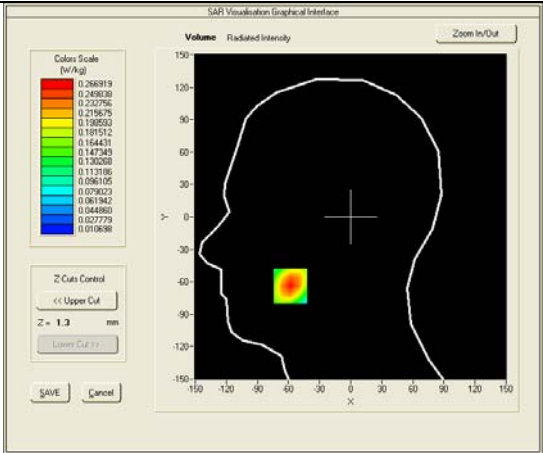 SAR Visualisation Graphical Interface
Volume Radiated Intensity
Zoom In/Out
Colors Scale
(W/kg)
0.266919
0.249838
0.232756
0.215675
0.198593
0.181512
0.164431
0.147349
0.130268
0.113186
0.096105
0.079023
0.061942
0.044860
0.027779
0.010698
Z-Cuts Control
<< Upper Cut
Z = 1.3 mm
Lower Cut >>
SAVE Cancel
150
120
90
60
30
0
-30
-60
-90
-120
-150
Y
-150 -120 -90 -60 -30 0 30 60 90 120 150
X